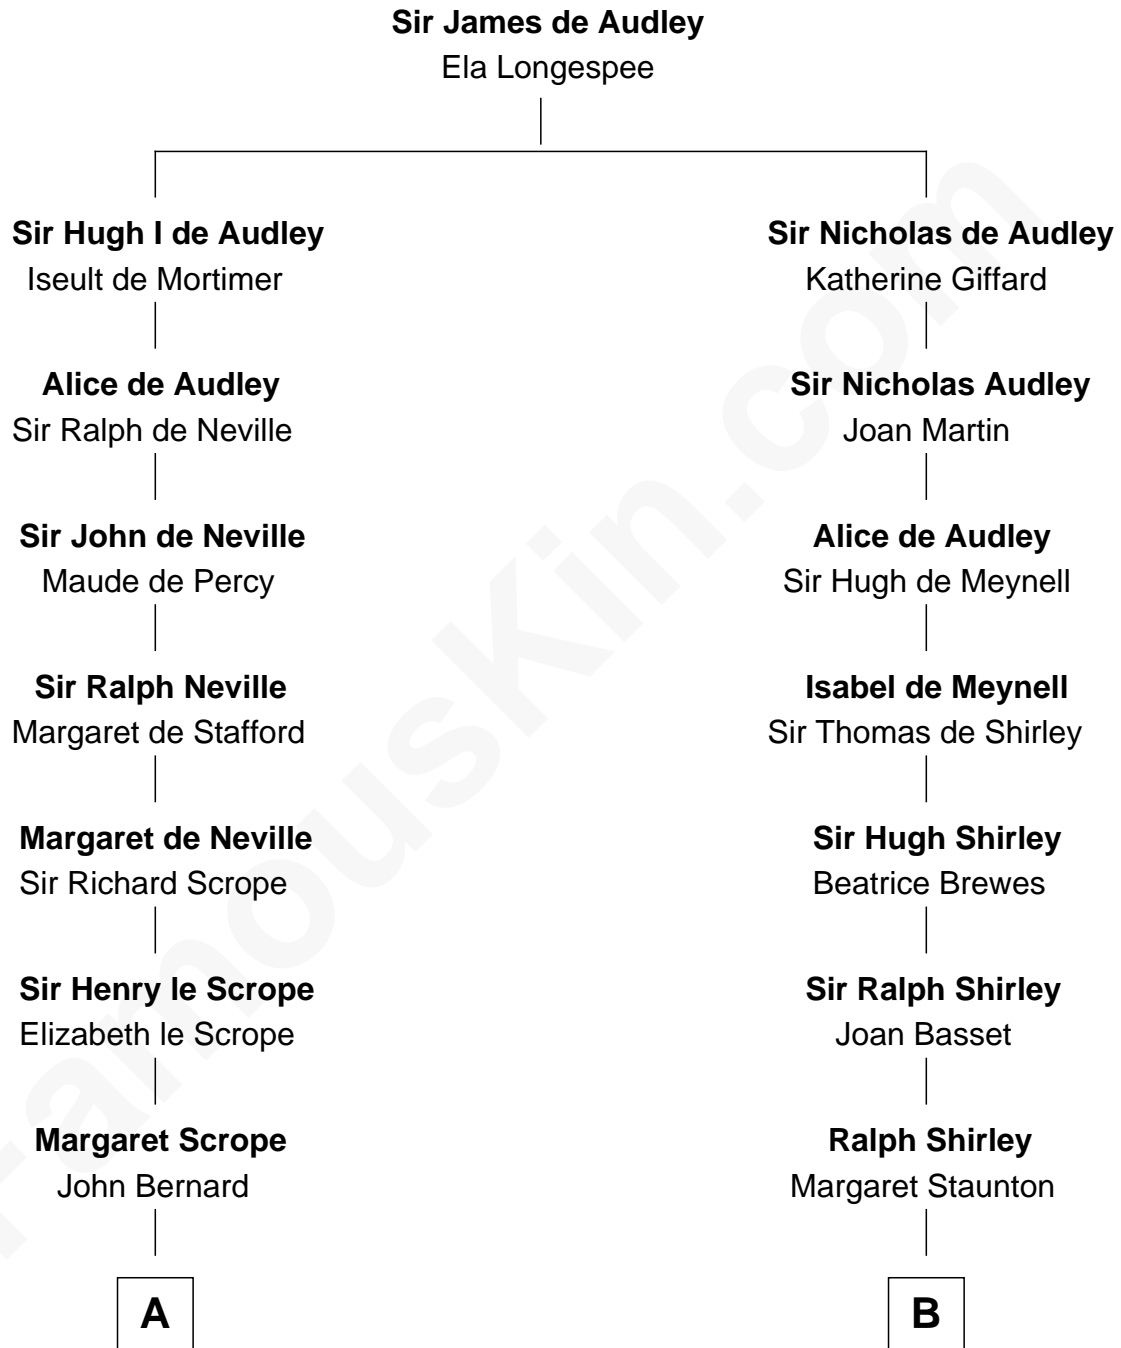 Sir James de Audley
Ela Longespee
Sir Hugh I de Audley
Iseult de Mortimer
Alice de Audley
Sir Ralph de Neville
Sir John de Neville
Maude de Percy
Sir Ralph Neville
Margaret de Stafford
Margaret de Neville
Sir Richard Scrope
Sir Henry le Scrope
Elizabeth le Scrope
Margaret Scrope
John Bernard
A
Sir Nicholas de Audley
Katherine Giffard
Sir Nicholas Audley
Joan Martin
Alice de Audley
Sir Hugh de Meynell
Isabel de Meynell
Sir Thomas de Shirley
Sir Hugh Shirley
Beatrice Brewes
Sir Ralph Shirley
Joan Basset
Ralph Shirley
Margaret Staunton
B
FamousKin.com